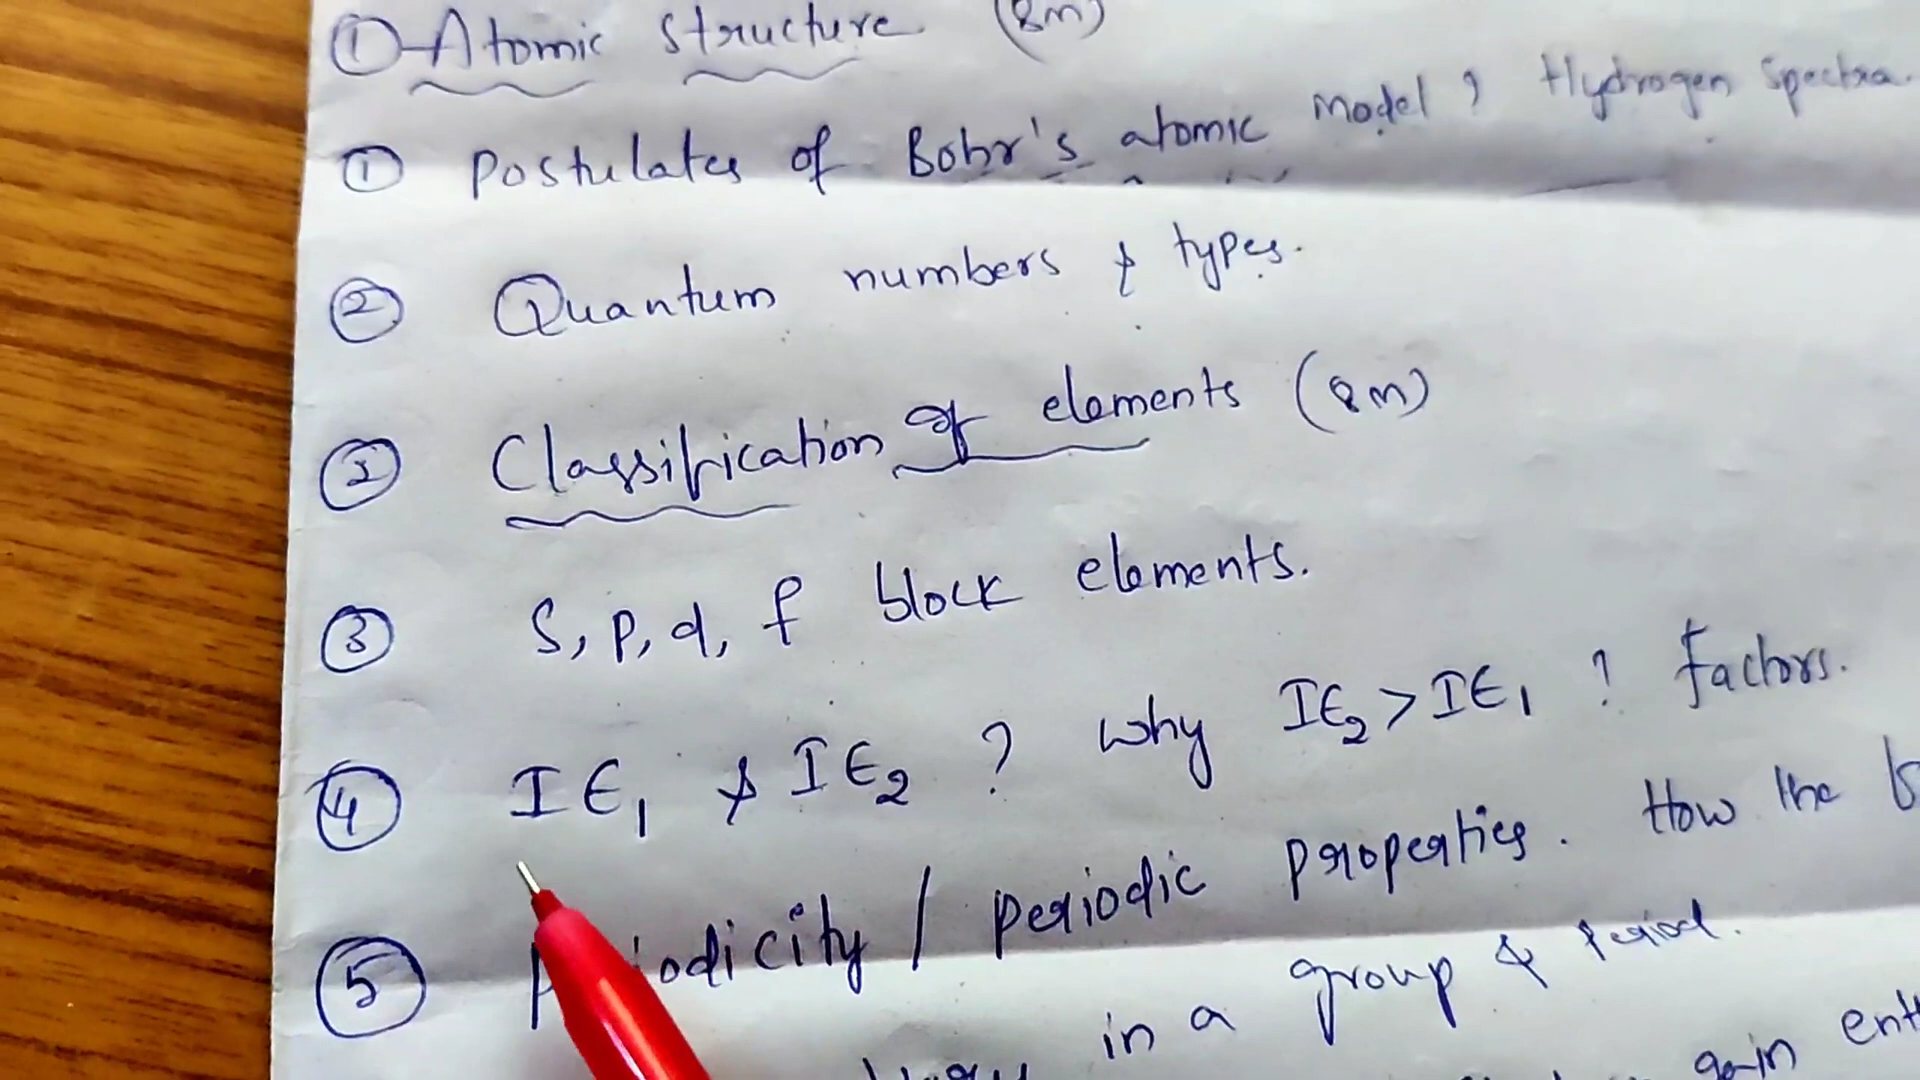 ① Atomic structure (8m)
① Postulates of Bohr's atomic model, Hydrogen Spectra.
② Quantum numbers & types.
② Classification of elements (8m)
③ S, p, d, f block elements.
④ IE₁ & IE₂ ? why IE₂ > IE₁ ? Factors.
⑤ periodicity / periodic properties. How the
in a group & period.
gain